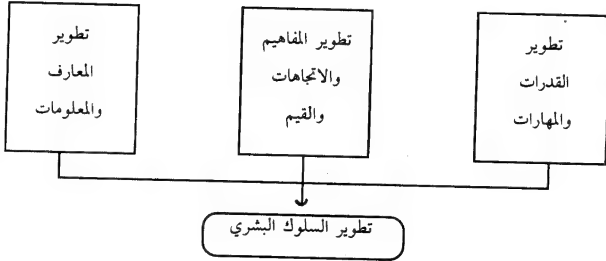 تطوير
القدرات
والمهارات
تطوير المفاهيم
والاتجاهات
والقيم
تطوير
المعارف
والمعلومات
تطوير السلوك البشري